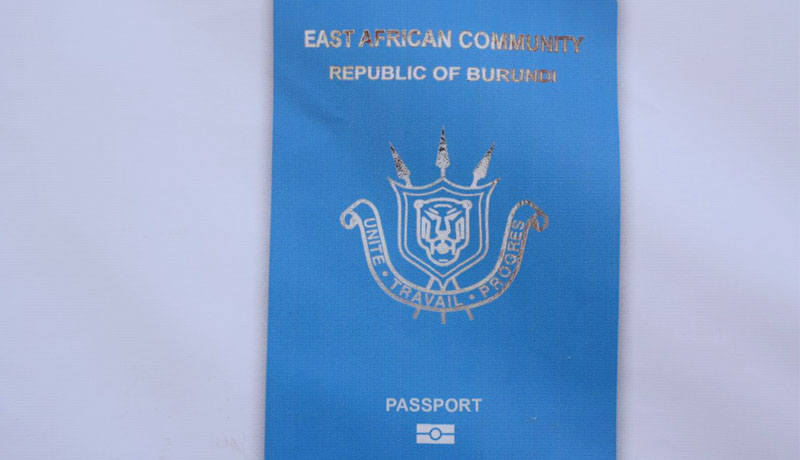 EAST AFRICAN COMMUNITY
REPUBLIC OF BURUNDI
UNITE • TRAVAIL • PROGRES
PASSPORT